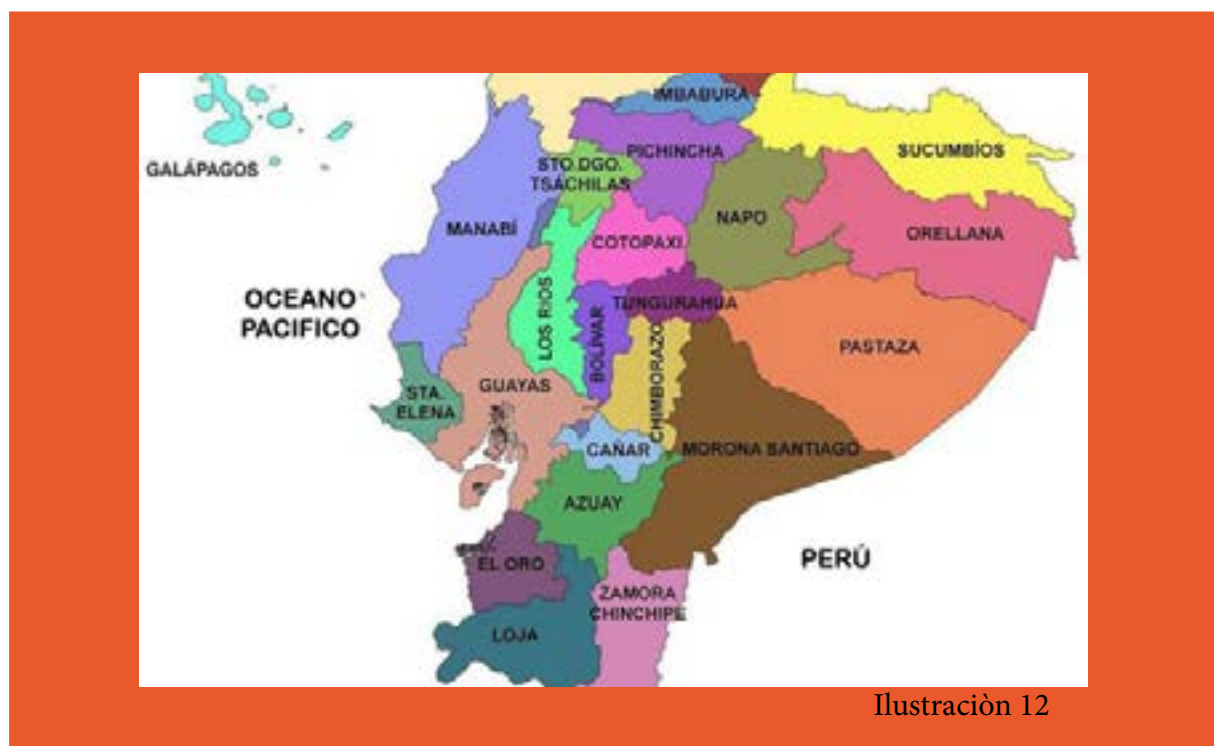 IMBABURA
PICHINCHA
SUCUMBÍOS
GALÁPAGOS
STO.DGO.
TSÁCHILAS
MANABÍ
COTOPAXI
NAPO
ORELLANA
OCEANO
PACIFICO
LOS RIOS
BOLÍVAR
TUNGURAHUA
CHIMBORAZO
PASTAZA
GUAYAS
STA.
ELENA
CAÑAR
MORONA SANTIAGO
AZUAY
PERÚ
EL ORO
ZAMORA
CHINCHIPE
LOJA
Ilustraciòn 12